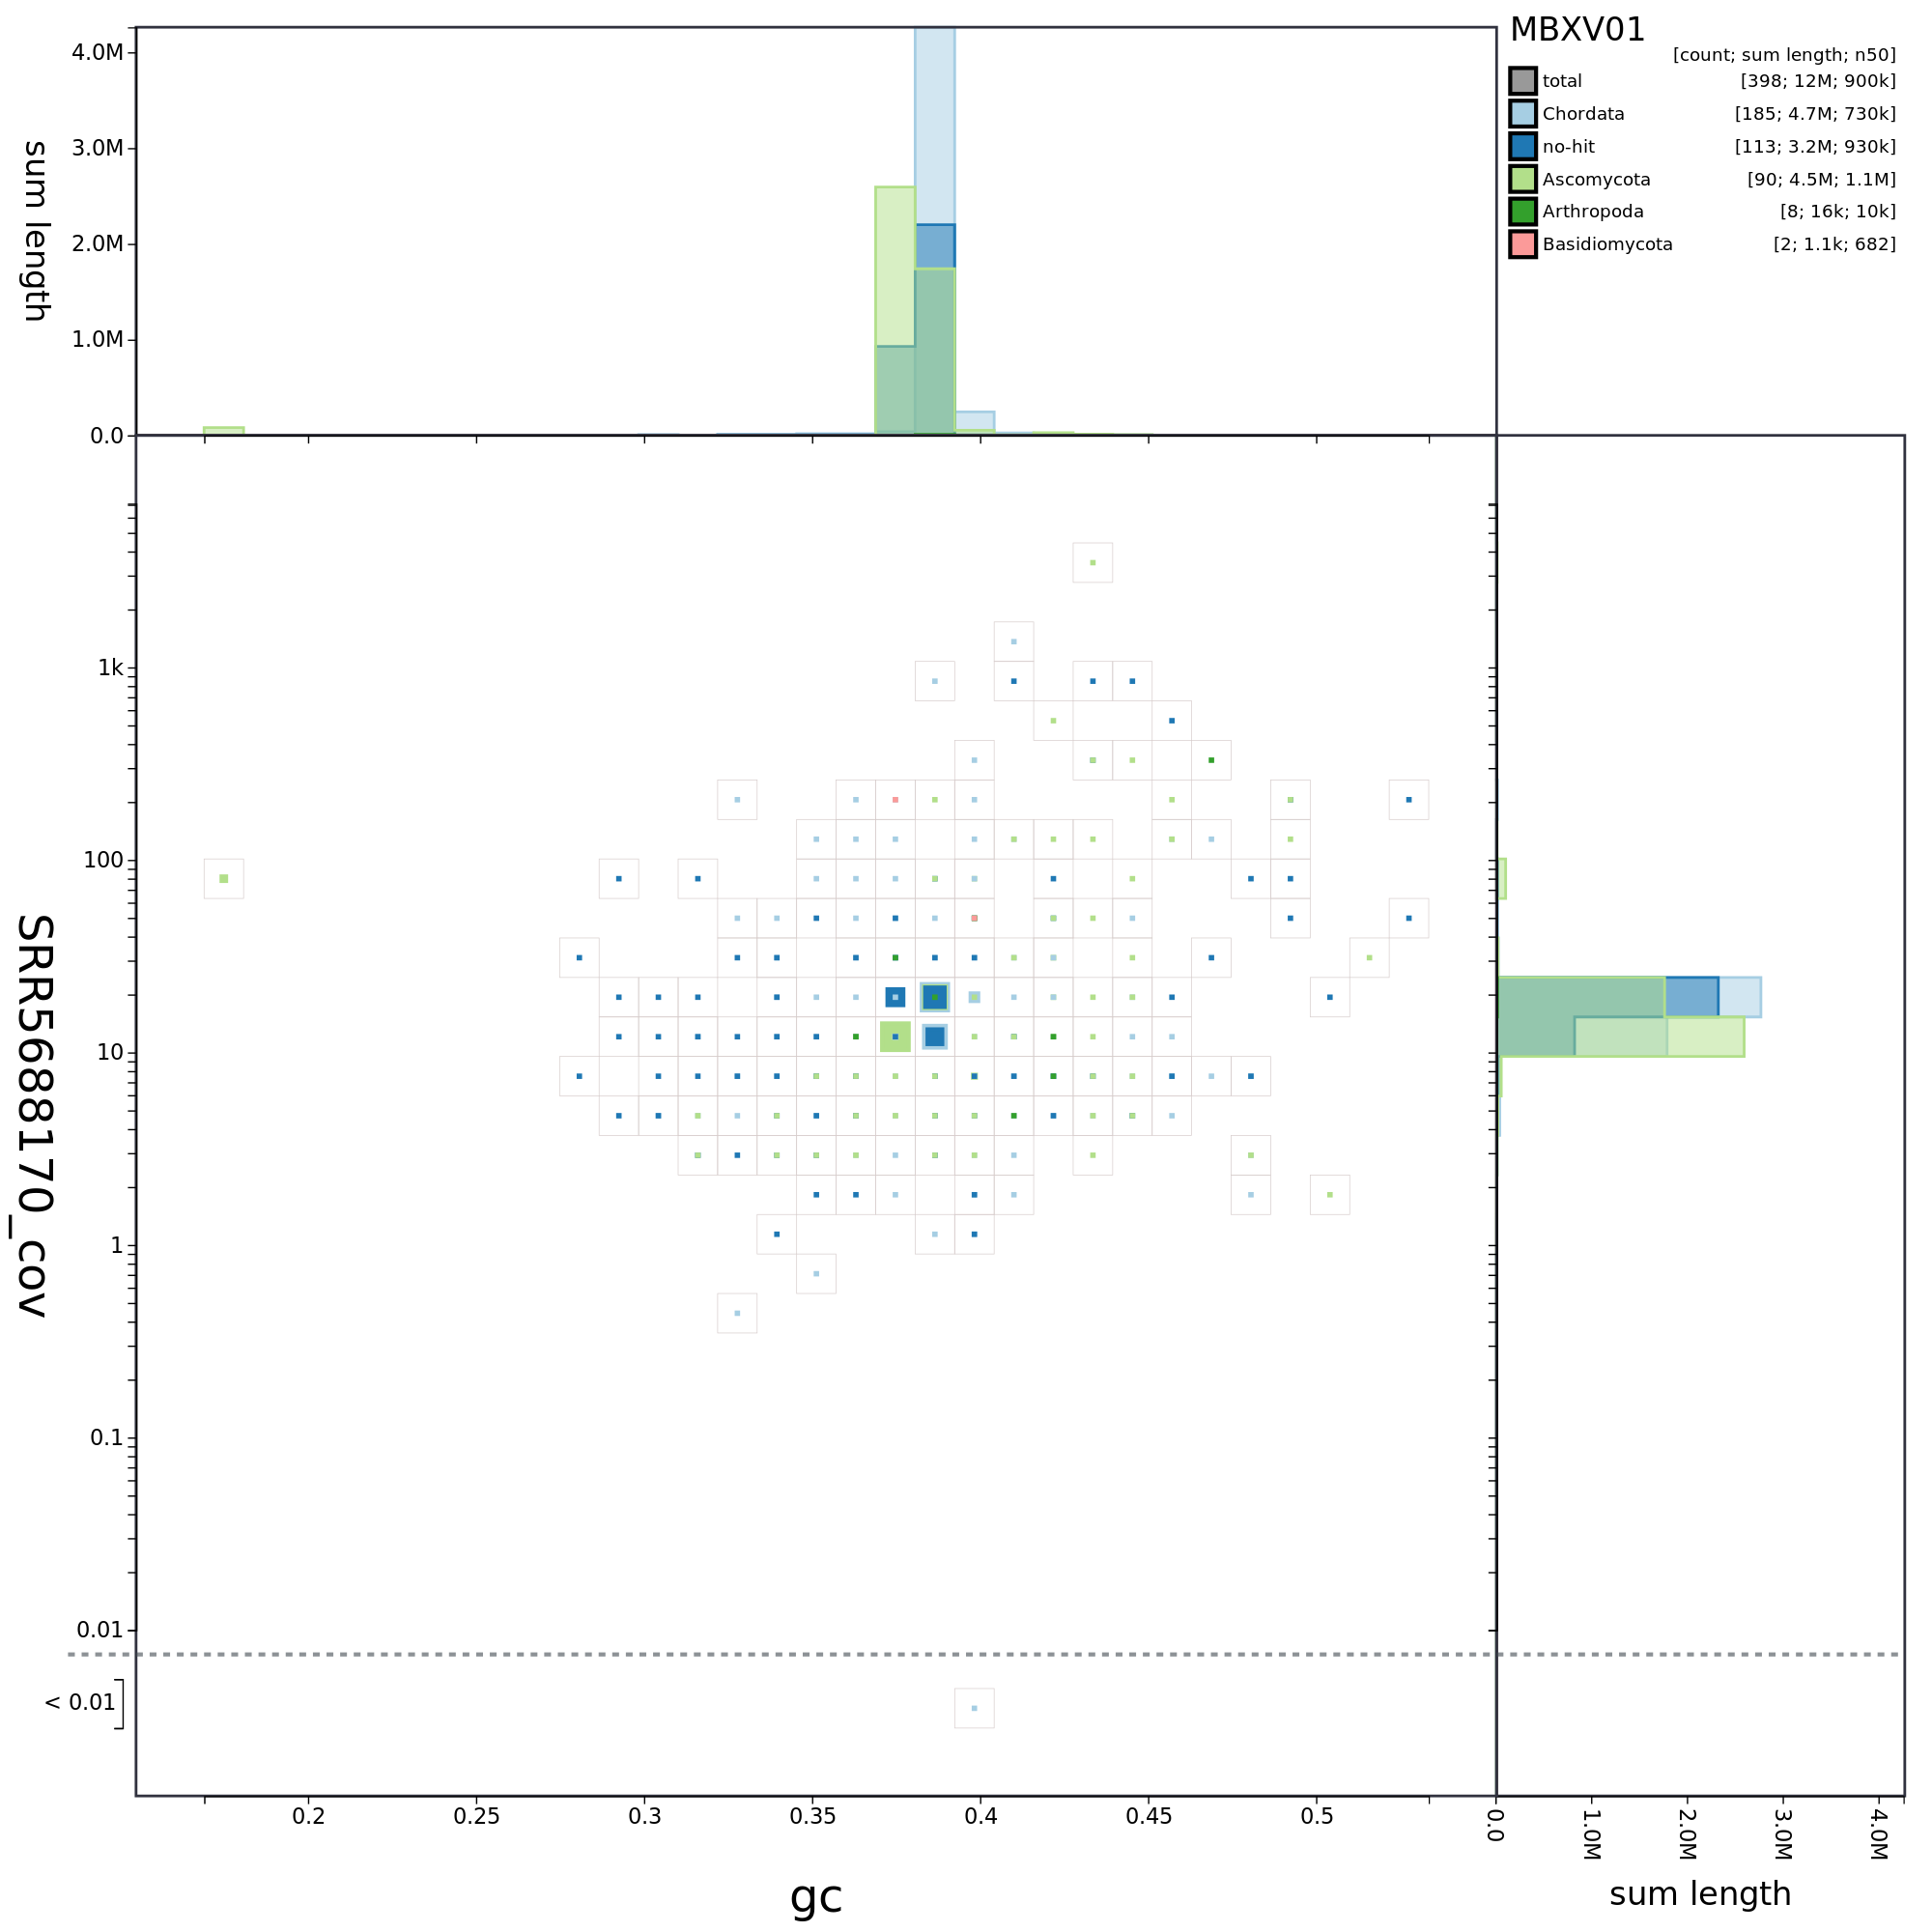 MBXV01
[count; sum length; n50]
total [398; 12M; 900k]
Chordata [185; 4.7M; 730k]
no-hit [113; 3.2M; 930k]
Ascomycota [90; 4.5M; 1.1M]
Arthropoda [8; 16k; 10k]
Basidiomycota [2; 1.1k; 682]
sum length
4.0M
3.0M
2.0M
1.0M
0.0
SRR5688170_cov
1k
100
10
1
0.1
0.01
< 0.01
0.2 0.25 0.3 0.35 0.4 0.45 0.5
gc
0.0 1.0M 2.0M 3.0M 4.0M
sum length